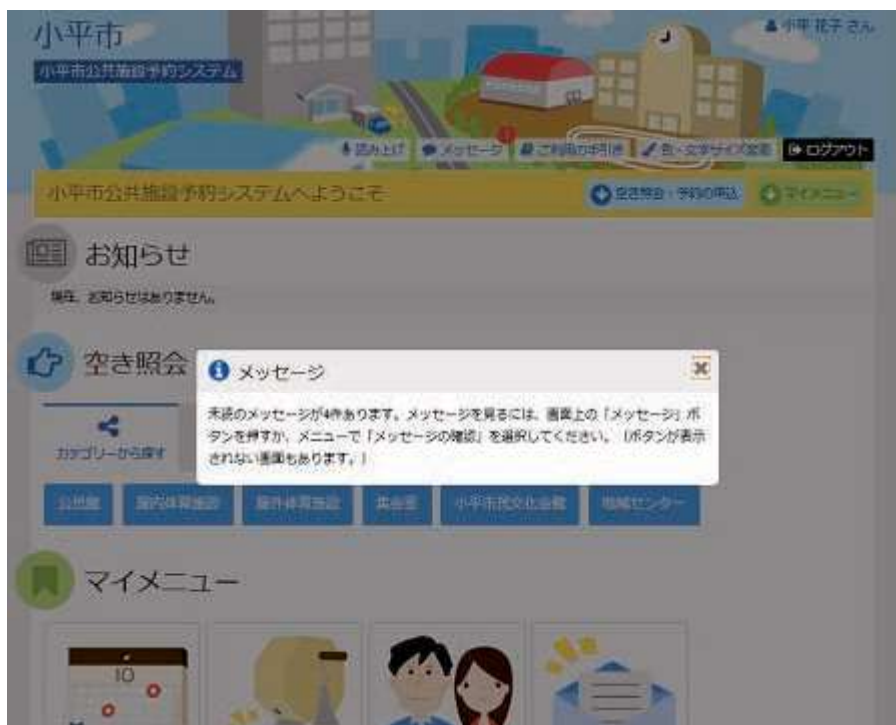 小平市
小平市公共施設予約システム
小平 花子 さん
読み上げ
メッセージ
ご利用の手引き
色・文字サイズ変更
ログアウト
小平市公共施設予約システムへようこそ
空き照会・予約の申込
マイメニュー
お知らせ
現在、お知らせはありません。
空き照会
メッセージ
未読のメッセージが4件あります。メッセージを見るには、画面上の「メッセージ」ボ
タンを押すか、メニューで「メッセージの確認」を選択してください。（ボタンが表示
されない画面もあります。）
カテゴリーから探す
公民館
屋内体育施設
屋外体育施設
集会室
小平市民文化会館
地域センター
マイメニュー
10